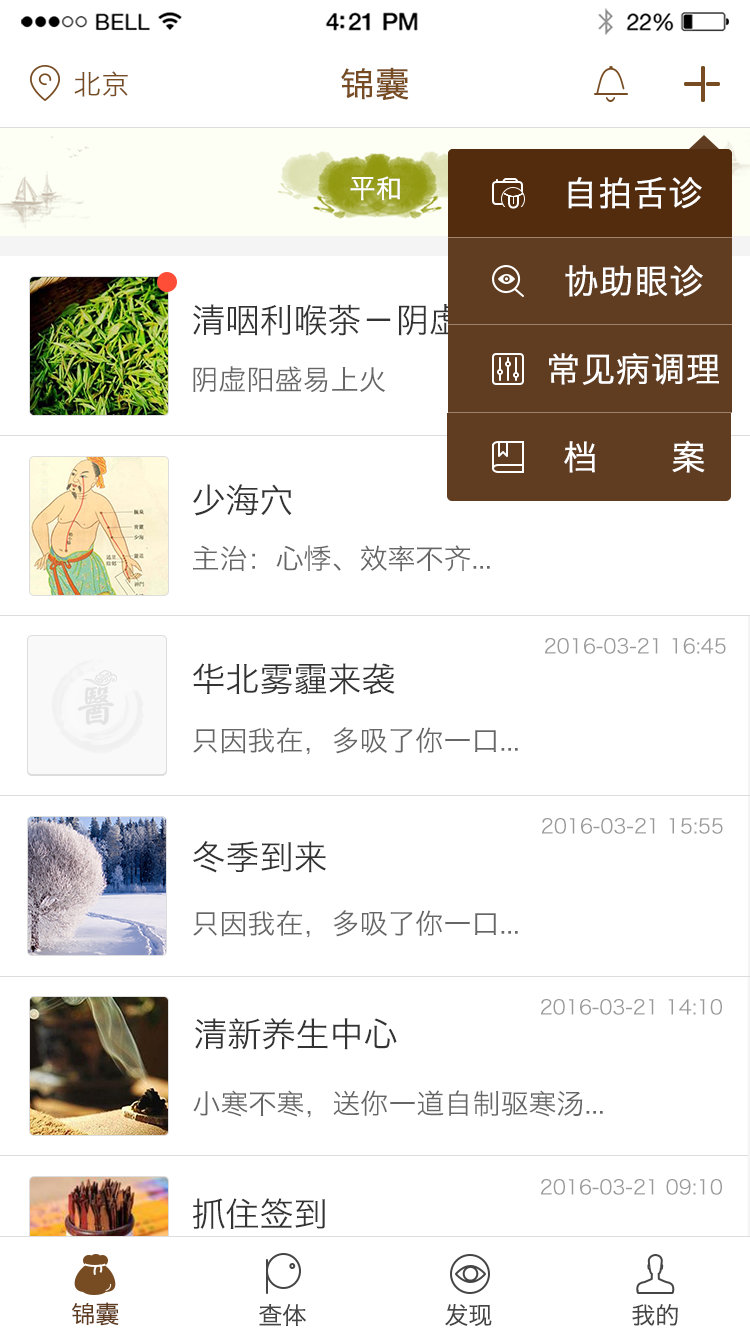 BELL 4:21 PM 22%
北京 锦囊
平和
自拍舌诊
协助眼诊
常见病调理
档 案
清咽利喉茶－阴虚
阴虚阳盛易上火
少海穴
主治：心悸、效率不齐...
少海
2016-03-21 16:45
華北雾霾来袭
醫
只因我在，多吸了你一口...
2016-03-21 15:55
冬季到来
只因我在，多吸了你一口...
2016-03-21 14:10
清新养生中心
小寒不寒，送你一道自制驱寒汤...
2016-03-21 09:10
抓住签到
锦囊 查体 发现 我的